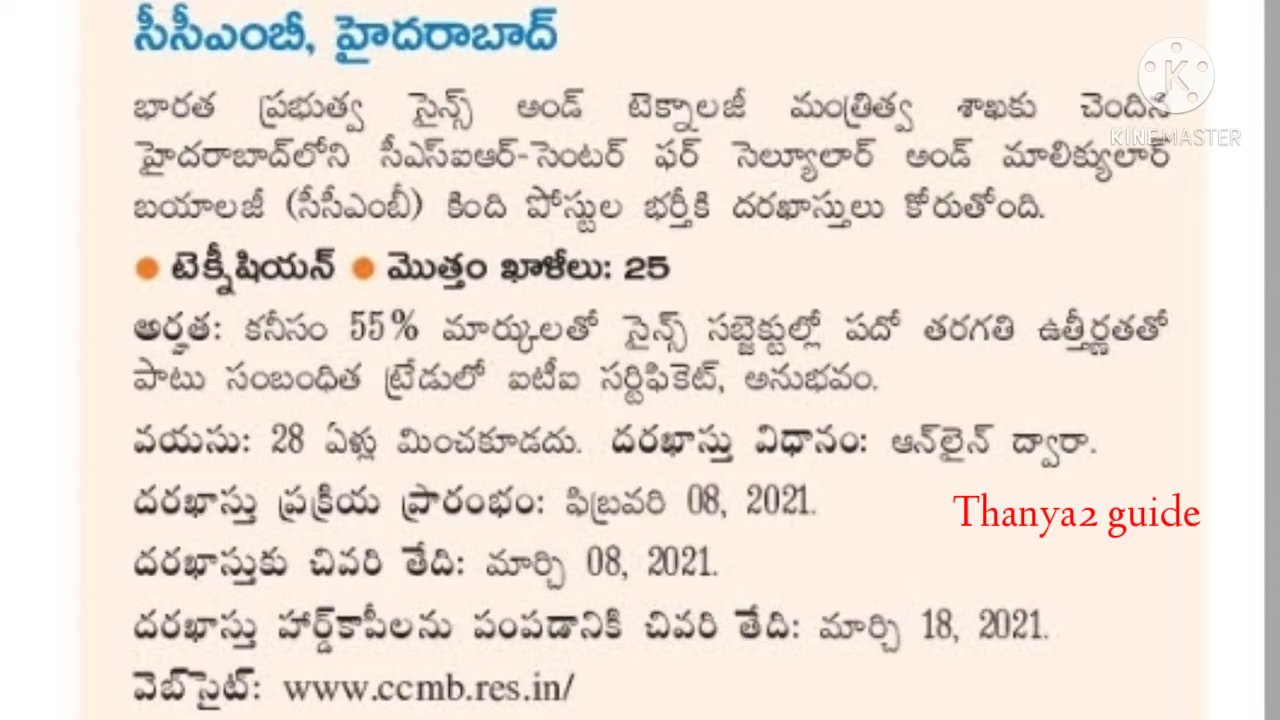 సీసీఎంబీ, హైదరాబాద్
భారత ప్రభుత్వ సైన్స్ అండ్ టెక్నాలజీ మంత్రిత్వ శాఖకు చెందిన
హైదరాబాద్‌లోని సీఎస్ఐఆర్-సెంటర్ ఫర్ సెల్యూలార్ అండ్ మాలిక్యులార్
బయాలజీ (సీసీఎంబీ) కింది పోస్టుల భర్తీకి దరఖాస్తులు కోరుతోంది.
● టెక్నీషియన్ ● మొత్తం ఖాళీలు: 25
అర్హత: కనీసం 55% మార్కులతో సైన్స్ సబ్జెక్టుల్లో పదో తరగతి ఉత్తీర్ణతతో
పాటు సంబంధిత ట్రేడులో ఐటీఐ సర్టిఫికెట్, అనుభవం.
వయసు: 28 ఏళ్లు మించకూడదు. దరఖాస్తు విధానం: ఆన్‌లైన్ ద్వారా.
దరఖాస్తు ప్రక్రియ ప్రారంభం: ఫిబ్రవరి 08, 2021.
దరఖాస్తుకు చివరి తేది: మార్చి 08, 2021.
దరఖాస్తు హార్డ్‌కాపీలను పంపడానికి చివరి తేది: మార్చి 18, 2021.
వెబ్‌సైట్: www.ccmb.res.in/
K
KINEMASTER
Thanya2 guide